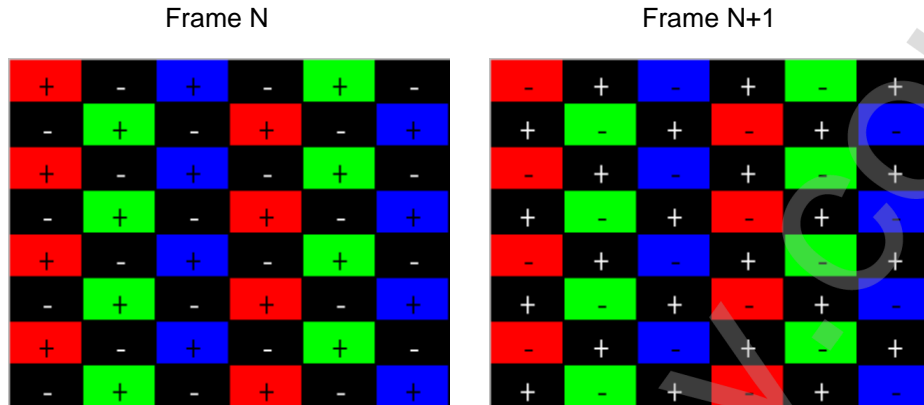 Frame N Frame N+1
+ - + - + - - + - + - +
- + - + - + + - + - + -
+ - + - + - - + - + - +
- + - + - + + - + - + -
+ - + - + - - + - + - +
- + - + - + + - + - + -
+ - + - + - - + - + - +
- + - + - + + - + - + -